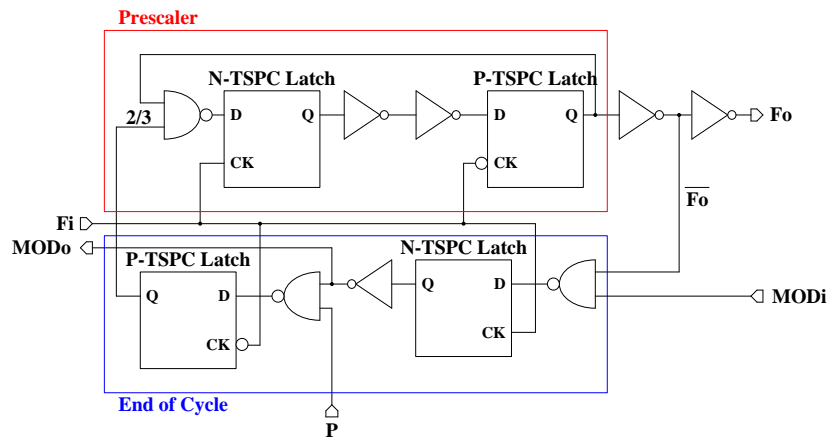 Prescaler
N-TSPC Latch
P-TSPC Latch
2/3
D
Q
D
Q
Fo
CK
CK
Fo
Fi
MODo
P-TSPC Latch
N-TSPC Latch
Q
D
Q
D
MODi
CK
CK
End of Cycle
P